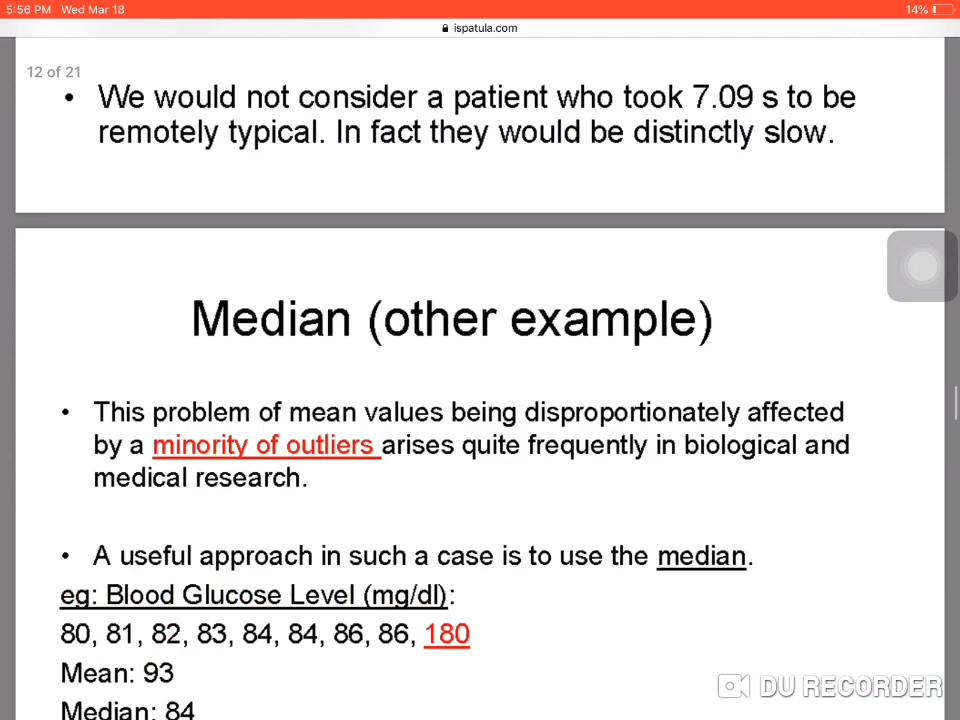 5:56 PM Wed Mar 18 14%
ispatula.com
12 of 21
• We would not consider a patient who took 7.09 s to be
remotely typical. In fact they would be distinctly slow.
Median (other example)
• This problem of mean values being disproportionately affected
by a minority of outliers arises quite frequently in biological and
medical research.
• A useful approach in such a case is to use the median.
eg: Blood Glucose Level (mg/dl):
80, 81, 82, 83, 84, 84, 86, 86, 180
Mean: 93
Median: 84
DU RECORDER